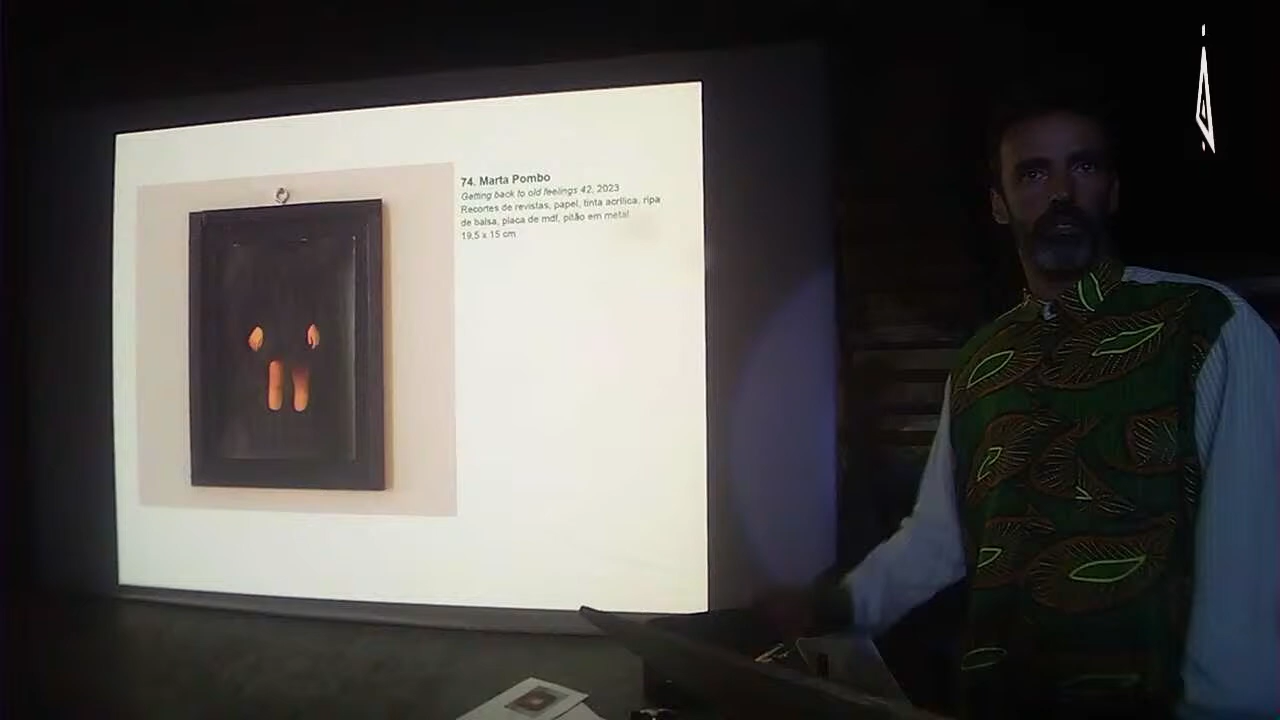 74. Marta Pombo
Getting back to old feelings 42, 2023
Recortes de revistas, papel, tinta acrílica, ripa
de balsa, placa de mdf, pitão em metal
19,5 x 15 cm